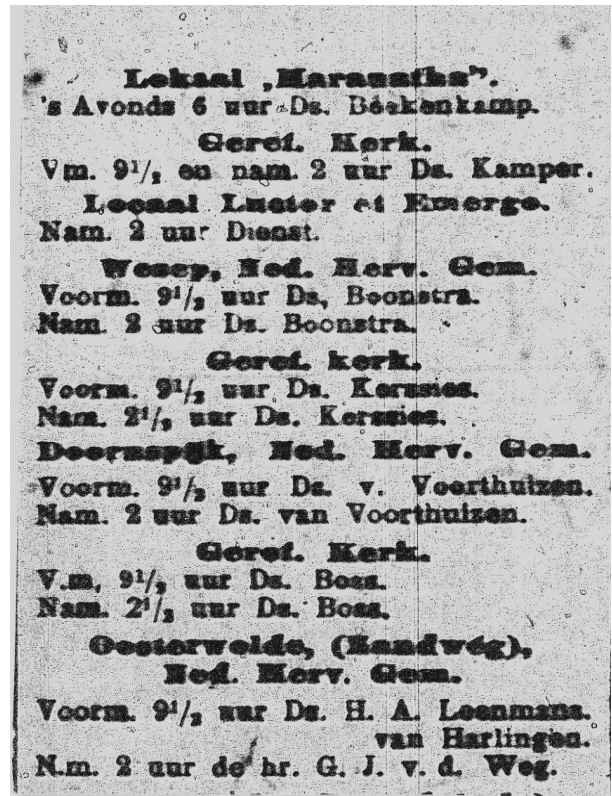 Lokaal „Maranatha”.
's Avonds 6 uur Ds. Beekenkamp.
Geref. Kerk.
Vm. 9½ en nam. 2 uur Ds. Kamper.
Locaal Luctor et Emergo.
Nam. 2 uur Dienst.
Wesep, Ned. Herv. Gem.
Voorm. 9½ uur Ds, Boonstra.
Nam. 2 uur Ds. Boonstra.
Geref. kerk.
Voorm. 9½ uur Ds. Kerssies.
Nam. 2½ uur Ds. Kerssies.
Doornspijk, Ned. Herv. Gem.
Voorm. 9½ uur Ds. v. Voorthuizen.
Nam. 2 uur Ds. van Voorthuizen.
Geref. Kerk.
V.m, 9½ uur Ds. Boss.
Nam. 2½ uur Ds. Boss.
Oosterwolde, (Zandweg),
Ned. Herv. Gem.
Voorm. 9½ uur Ds. H. A. Leenmans.
van Harlingen.
N.m. 2 uur de hr. G. J. v. d. Weg.